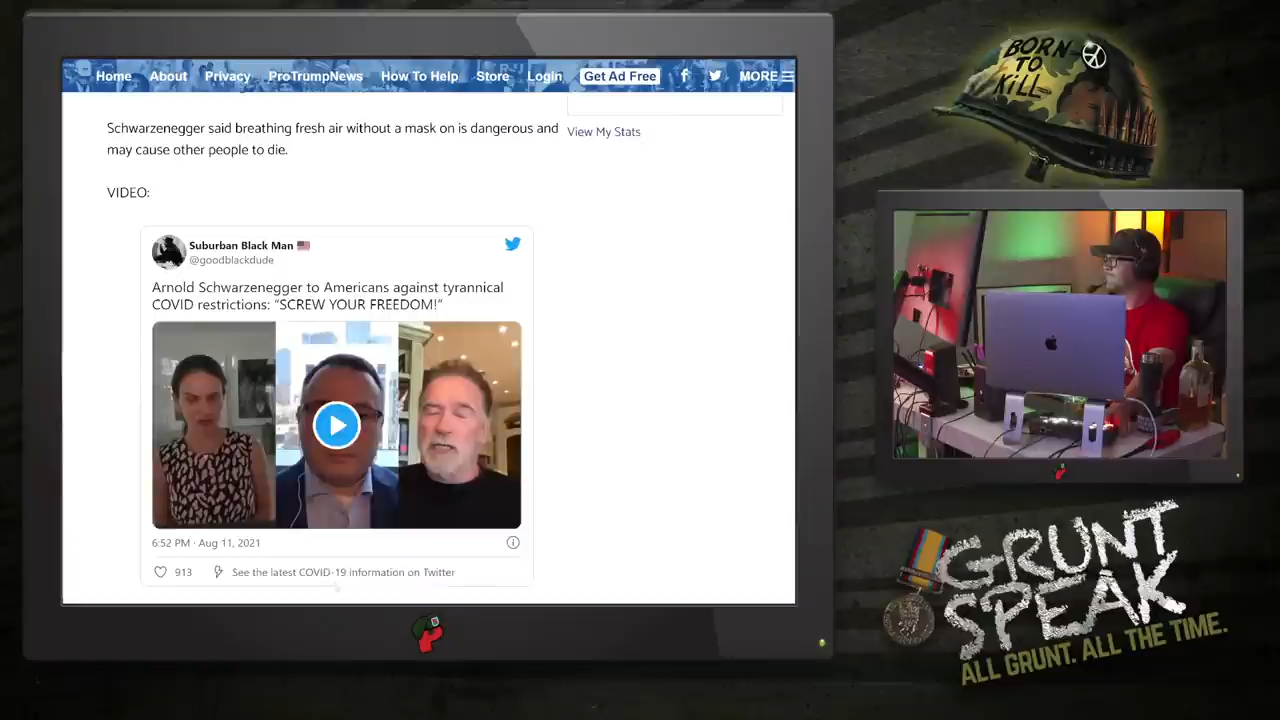 Home About Privacy ProTrumpNews How To Help Store Login Get Ad Free MORE
Schwarzenegger said breathing fresh air without a mask on is dangerous and
may cause other people to die.
View My Stats
VIDEO:
Suburban Black Man
@goodblackdude
Arnold Schwarzenegger to Americans against tyrannical
COVID restrictions: “SCREW YOUR FREEDOM!”
6:52 PM · Aug 11, 2021
913 See the latest COVID-19 information on Twitter
BORN
TO
KiLL
GRUNT
SPEAK
ALL GRUNT. ALL THE TIME.